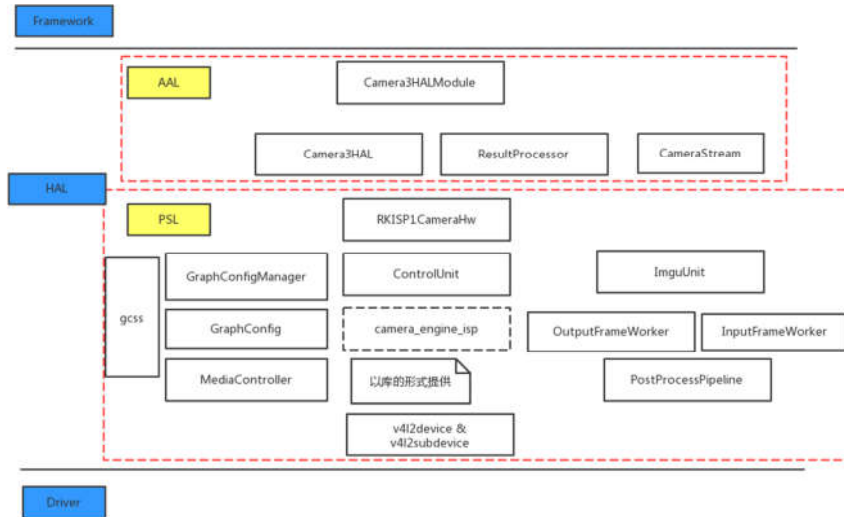 Framework
AAL
Camera3HALModule
Camera3HAL
ResultProcessor
CameraStream
HAL
PSL
RKISP1CameraHw
gcss
GraphConfigManager
ControlUnit
ImguUnit
GraphConfig
camera_engine_isp
OutputFrameWorker
InputFrameWorker
MediaController
以库的形式提供
PostProcessPipeline
v4l2device &
v4l2subdevice
Driver